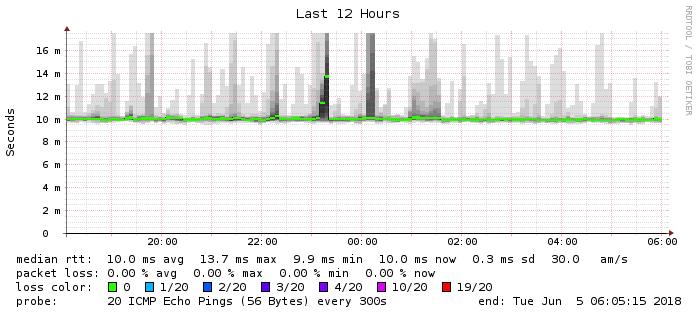 Last 12 Hours
RRDTOOL / TOBI OETIKER
Seconds
16 m
14 m
12 m
10 m
8 m
6 m
4 m
2 m
0
20:00 22:00 00:00 02:00 04:00 06:00
median rtt: 10.0 ms avg 13.7 ms max 9.9 ms min 10.0 ms now 0.3 ms sd 30.0 am/s
packet loss: 0.00 % avg 0.00 % max 0.00 % min 0.00 % now
loss color: 0 1/20 2/20 3/20 4/20 10/20 19/20
probe: 20 ICMP Echo Pings (56 Bytes) every 300s end: Tue Jun 5 06:05:15 2018